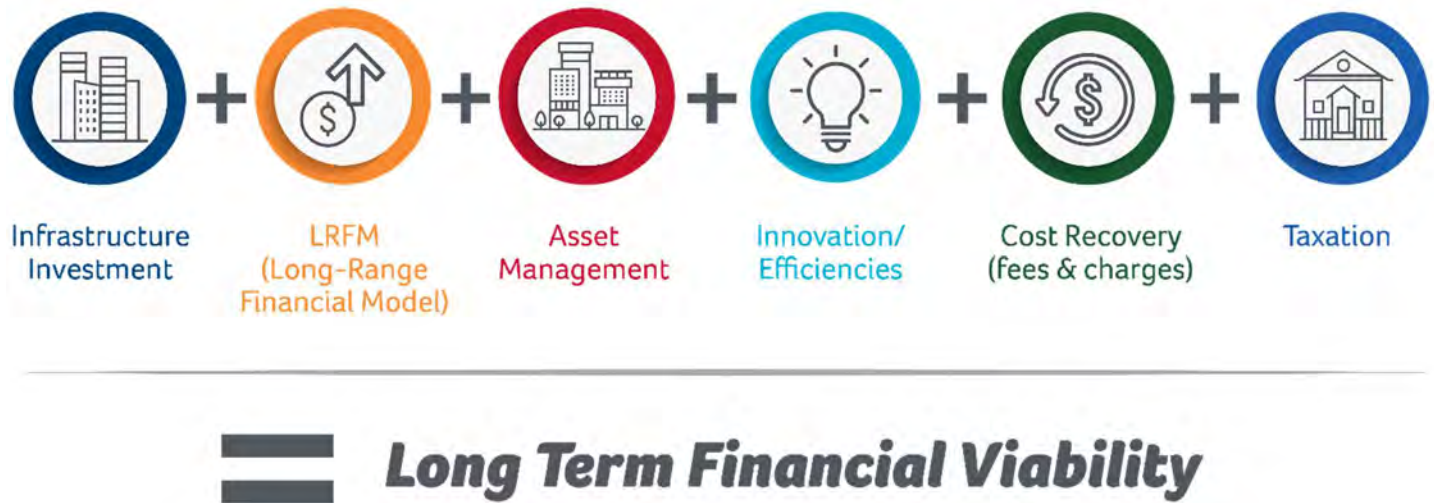 Infrastructure
Investment
LRFM
(Long-Range
Financial Model)
Asset
Management
Innovation/
Efficiencies
Cost Recovery
(fees & charges)
Taxation
Long Term Financial Viability